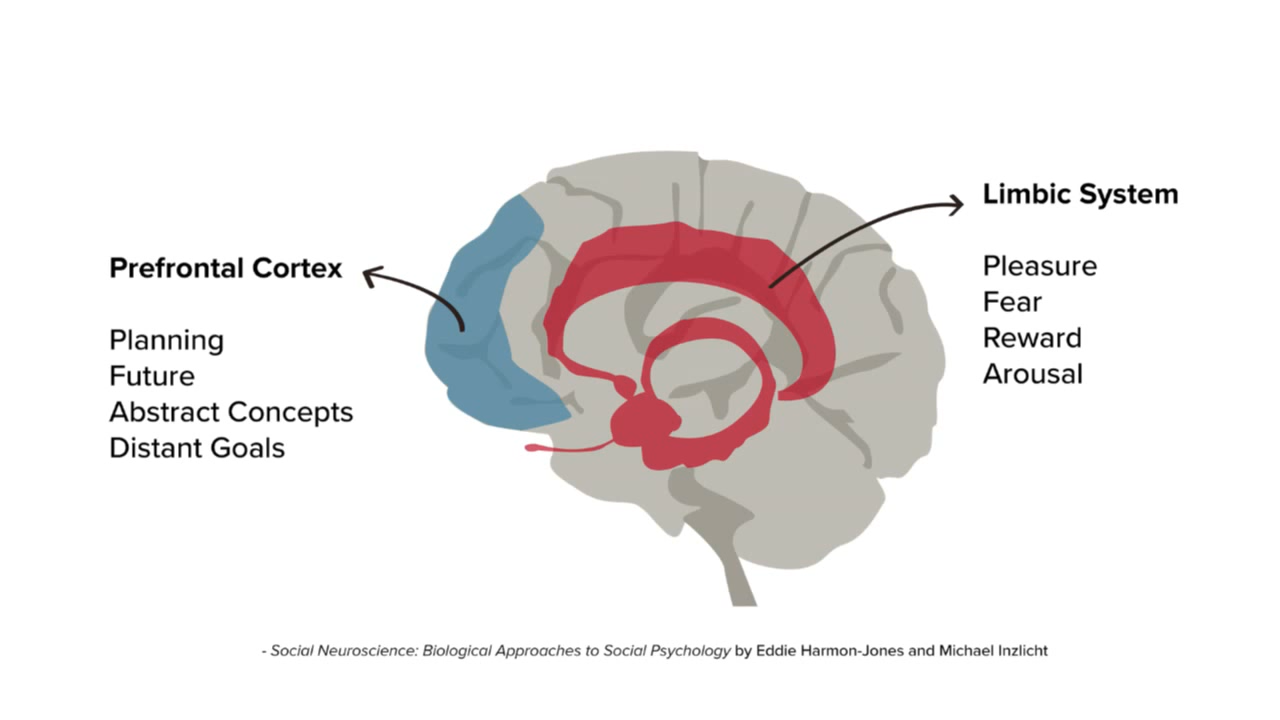 Prefrontal Cortex
Planning
Future
Abstract Concepts
Distant Goals
Limbic System
Pleasure
Fear
Reward
Arousal
- Social Neuroscience: Biological Approaches to Social Psychology by Eddie Harmon-Jones and Michael Inzlicht